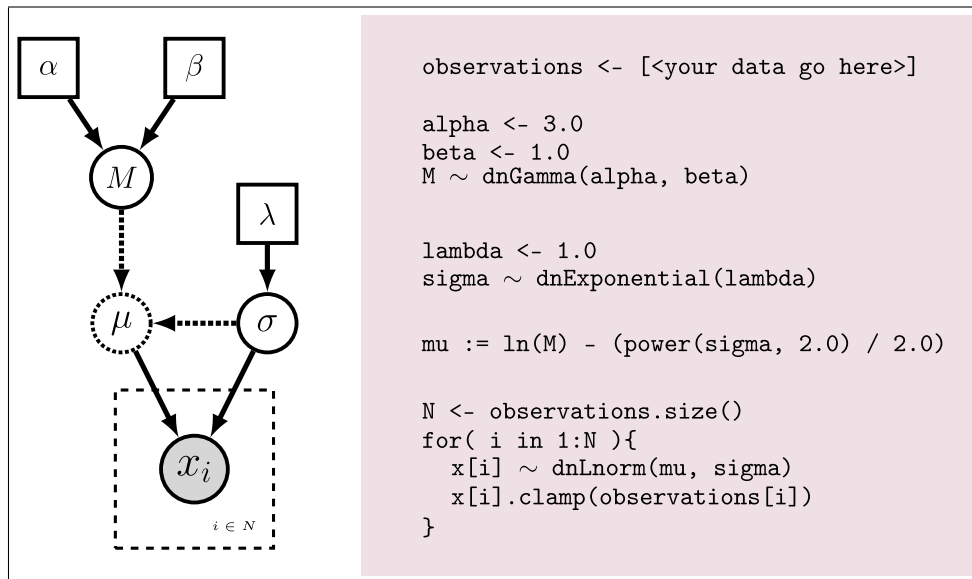 α
β
M
λ
μ
σ
x_i
i ∈ N
observations <- [<your data go here>]
alpha <- 3.0
beta <- 1.0
M ∼ dnGamma(alpha, beta)
lambda <- 1.0
sigma ∼ dnExponential(lambda)
mu := ln(M) - (power(sigma, 2.0) / 2.0)
N <- observations.size()
for( i in 1:N ){
x[i] ∼ dnLnorm(mu, sigma)
x[i].clamp(observations[i])
}